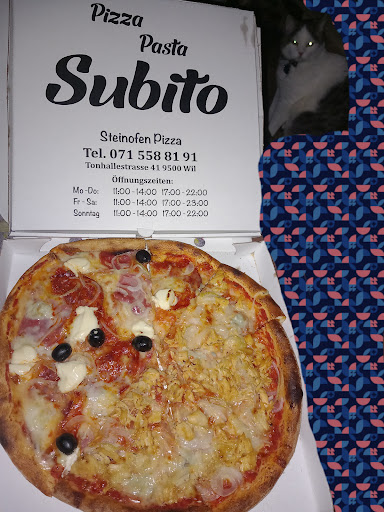 Pizza
Pasta
Subito
Steinofen Pizza
Tel. 071 558 81 91
Tonhallestrasse 41 9500 Wil
Öffnungszeiten:
Mo - Do: 11:00 - 14:00 17:00 - 22:00
Fr - Sa: 11:00 - 14:00 17:00 - 23:00
Sonntag 11:00 - 14:00 17:00 - 22:00